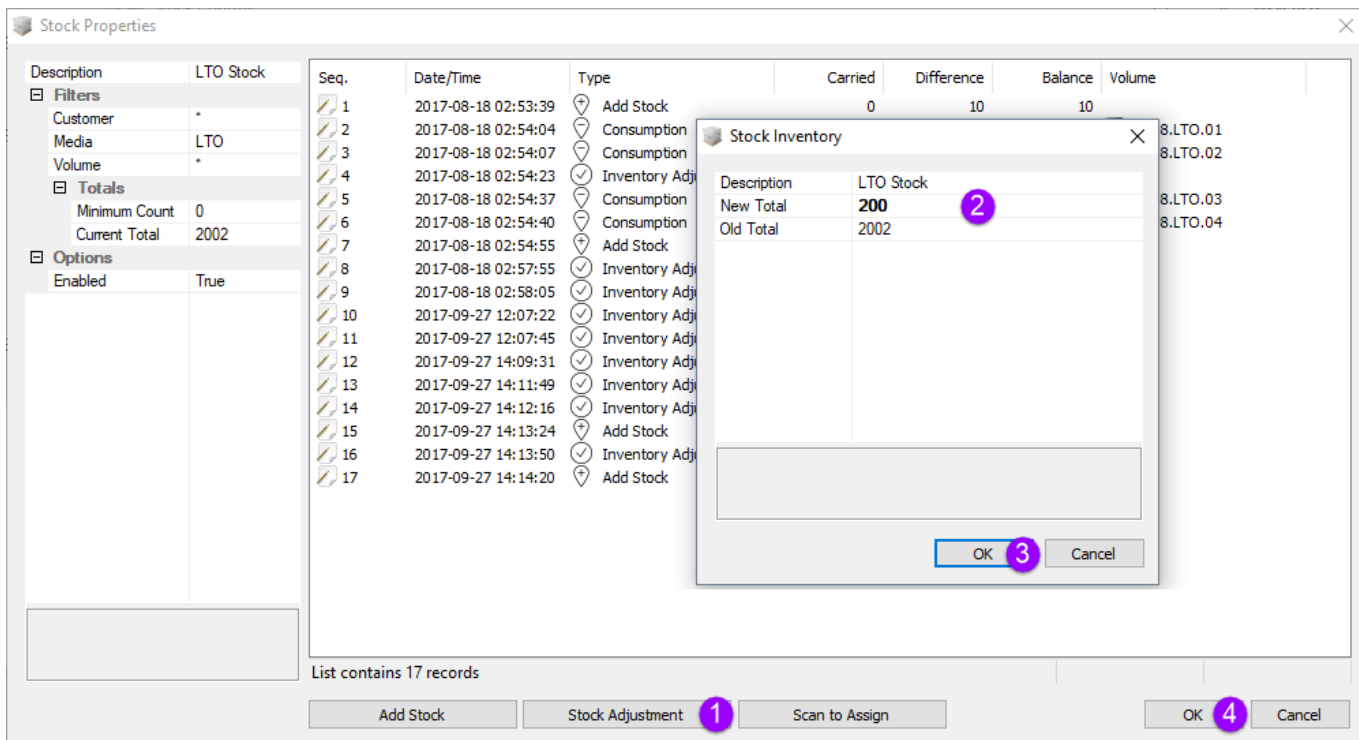 Stock Properties
Description LTO Stock
Filters
Customer *
Media LTO
Volume *
Totals
Minimum Count 0
Current Total 2002
Options
Enabled True
Seq. Date/Time Type Carried Difference Balance Volume
1 2017-08-18 02:53:39 Add Stock 0 10 10
2 2017-08-18 02:54:04 Consumption 8.LTO.01
3 2017-08-18 02:54:07 Consumption 8.LTO.02
4 2017-08-18 02:54:23 Inventory Adj
5 2017-08-18 02:54:37 Consumption 8.LTO.03
6 2017-08-18 02:54:40 Consumption 8.LTO.04
7 2017-08-18 02:54:55 Add Stock
8 2017-08-18 02:57:55 Inventory Adj
9 2017-08-18 02:58:05 Inventory Adj
10 2017-09-27 12:07:22 Inventory Adj
11 2017-09-27 12:07:45 Inventory Adj
12 2017-09-27 14:09:31 Inventory Adj
13 2017-09-27 14:11:49 Inventory Adj
14 2017-09-27 14:12:16 Inventory Adj
15 2017-09-27 14:13:24 Add Stock
16 2017-09-27 14:13:50 Inventory Adj
17 2017-09-27 14:14:20 Add Stock
Stock Inventory
Description LTO Stock
New Total 200 2
Old Total 2002
OK 3 Cancel
List contains 17 records
Add Stock Stock Adjustment 1 Scan to Assign OK 4 Cancel